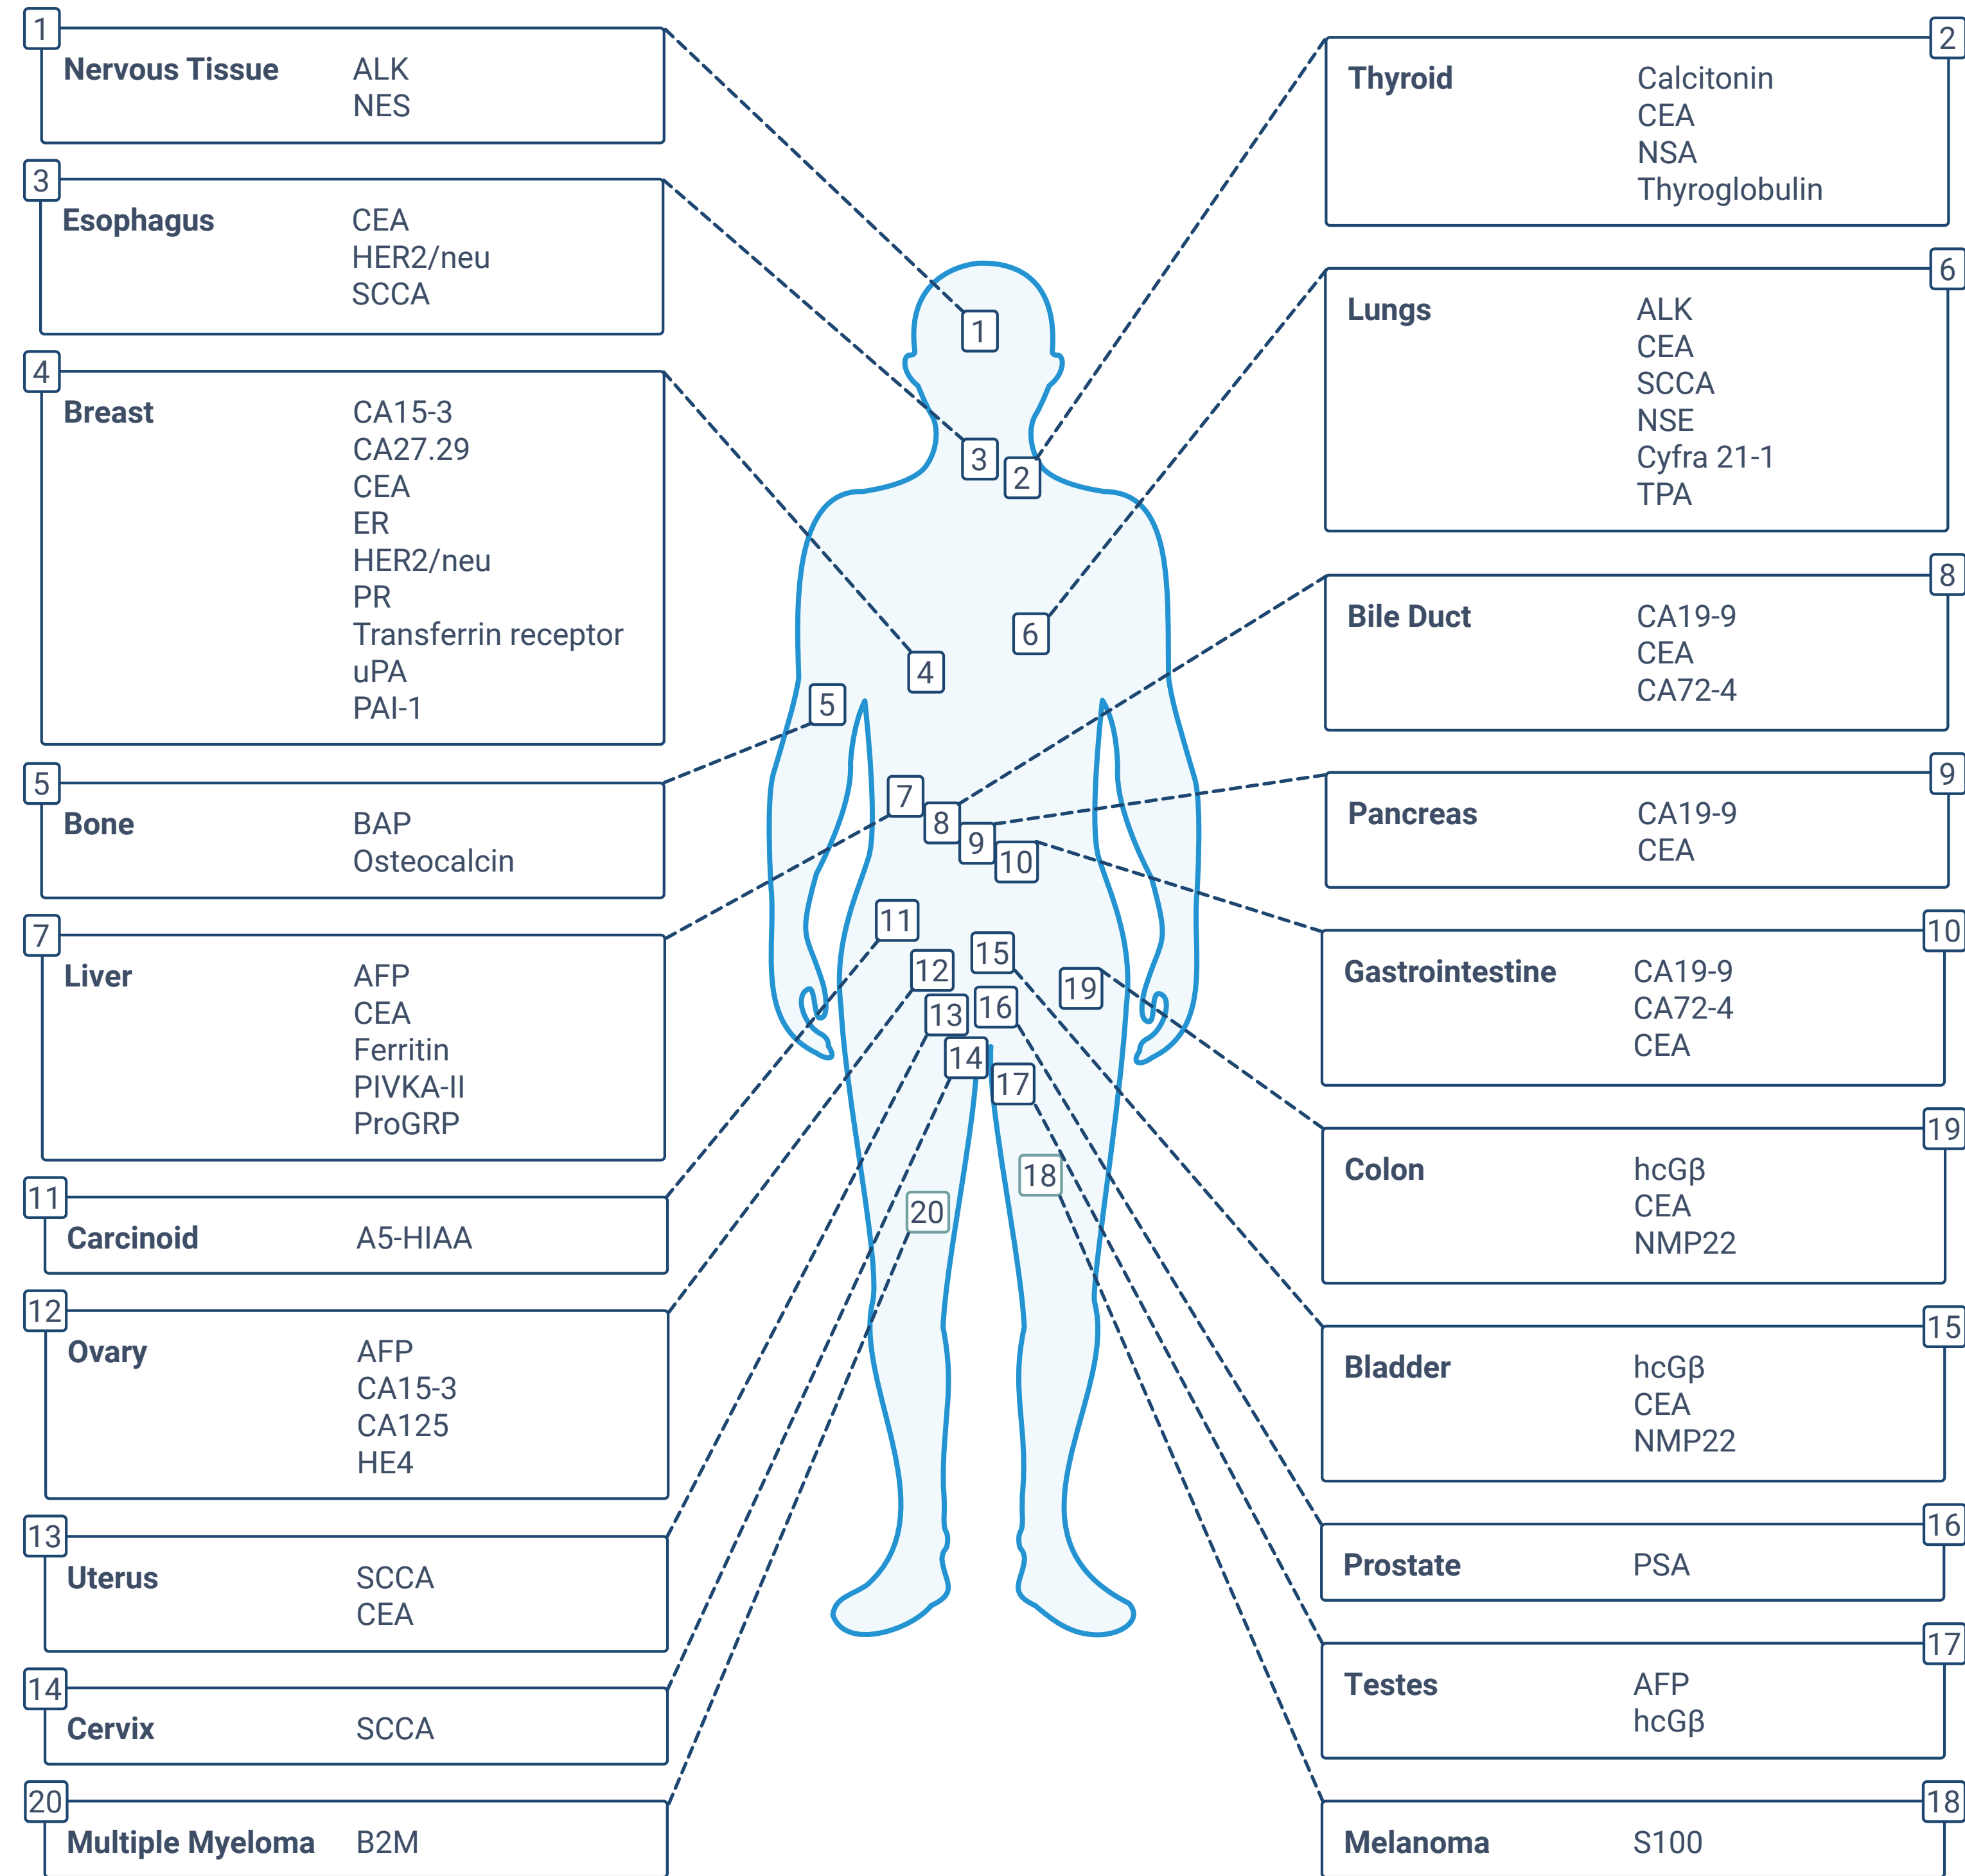 1
Nervous Tissue ALK
NES
3
Esophagus CEA
HER2/neu
SCCA
4
Breast CA15-3
CA27.29
CEA
ER
HER2/neu
PR
Transferrin receptor
uPA
PAI-1
5
Bone BAP
Osteocalcin
7
Liver AFP
CEA
Ferritin
PIVKA-II
ProGRP
11
Carcinoid A5-HIAA
12
Ovary AFP
CA15-3
CA125
HE4
13
Uterus SCCA
CEA
14
Cervix SCCA
20
Multiple Myeloma B2M
1
3
2
6
4
5
7
8
9
10
11
15
12
19
16
13
14
17
18
20
2
Thyroid Calcitonin
CEA
NSA
Thyroglobulin
6
Lungs ALK
CEA
SCCA
NSE
Cyfra 21-1
TPA
8
Bile Duct CA19-9
CEA
CA72-4
9
Pancreas CA19-9
CEA
10
Gastrointestine CA19-9
CA72-4
CEA
19
Colon hcGβ
CEA
NMP22
15
Bladder hcGβ
CEA
NMP22
16
Prostate PSA
17
Testes AFP
hcGβ
18
Melanoma S100